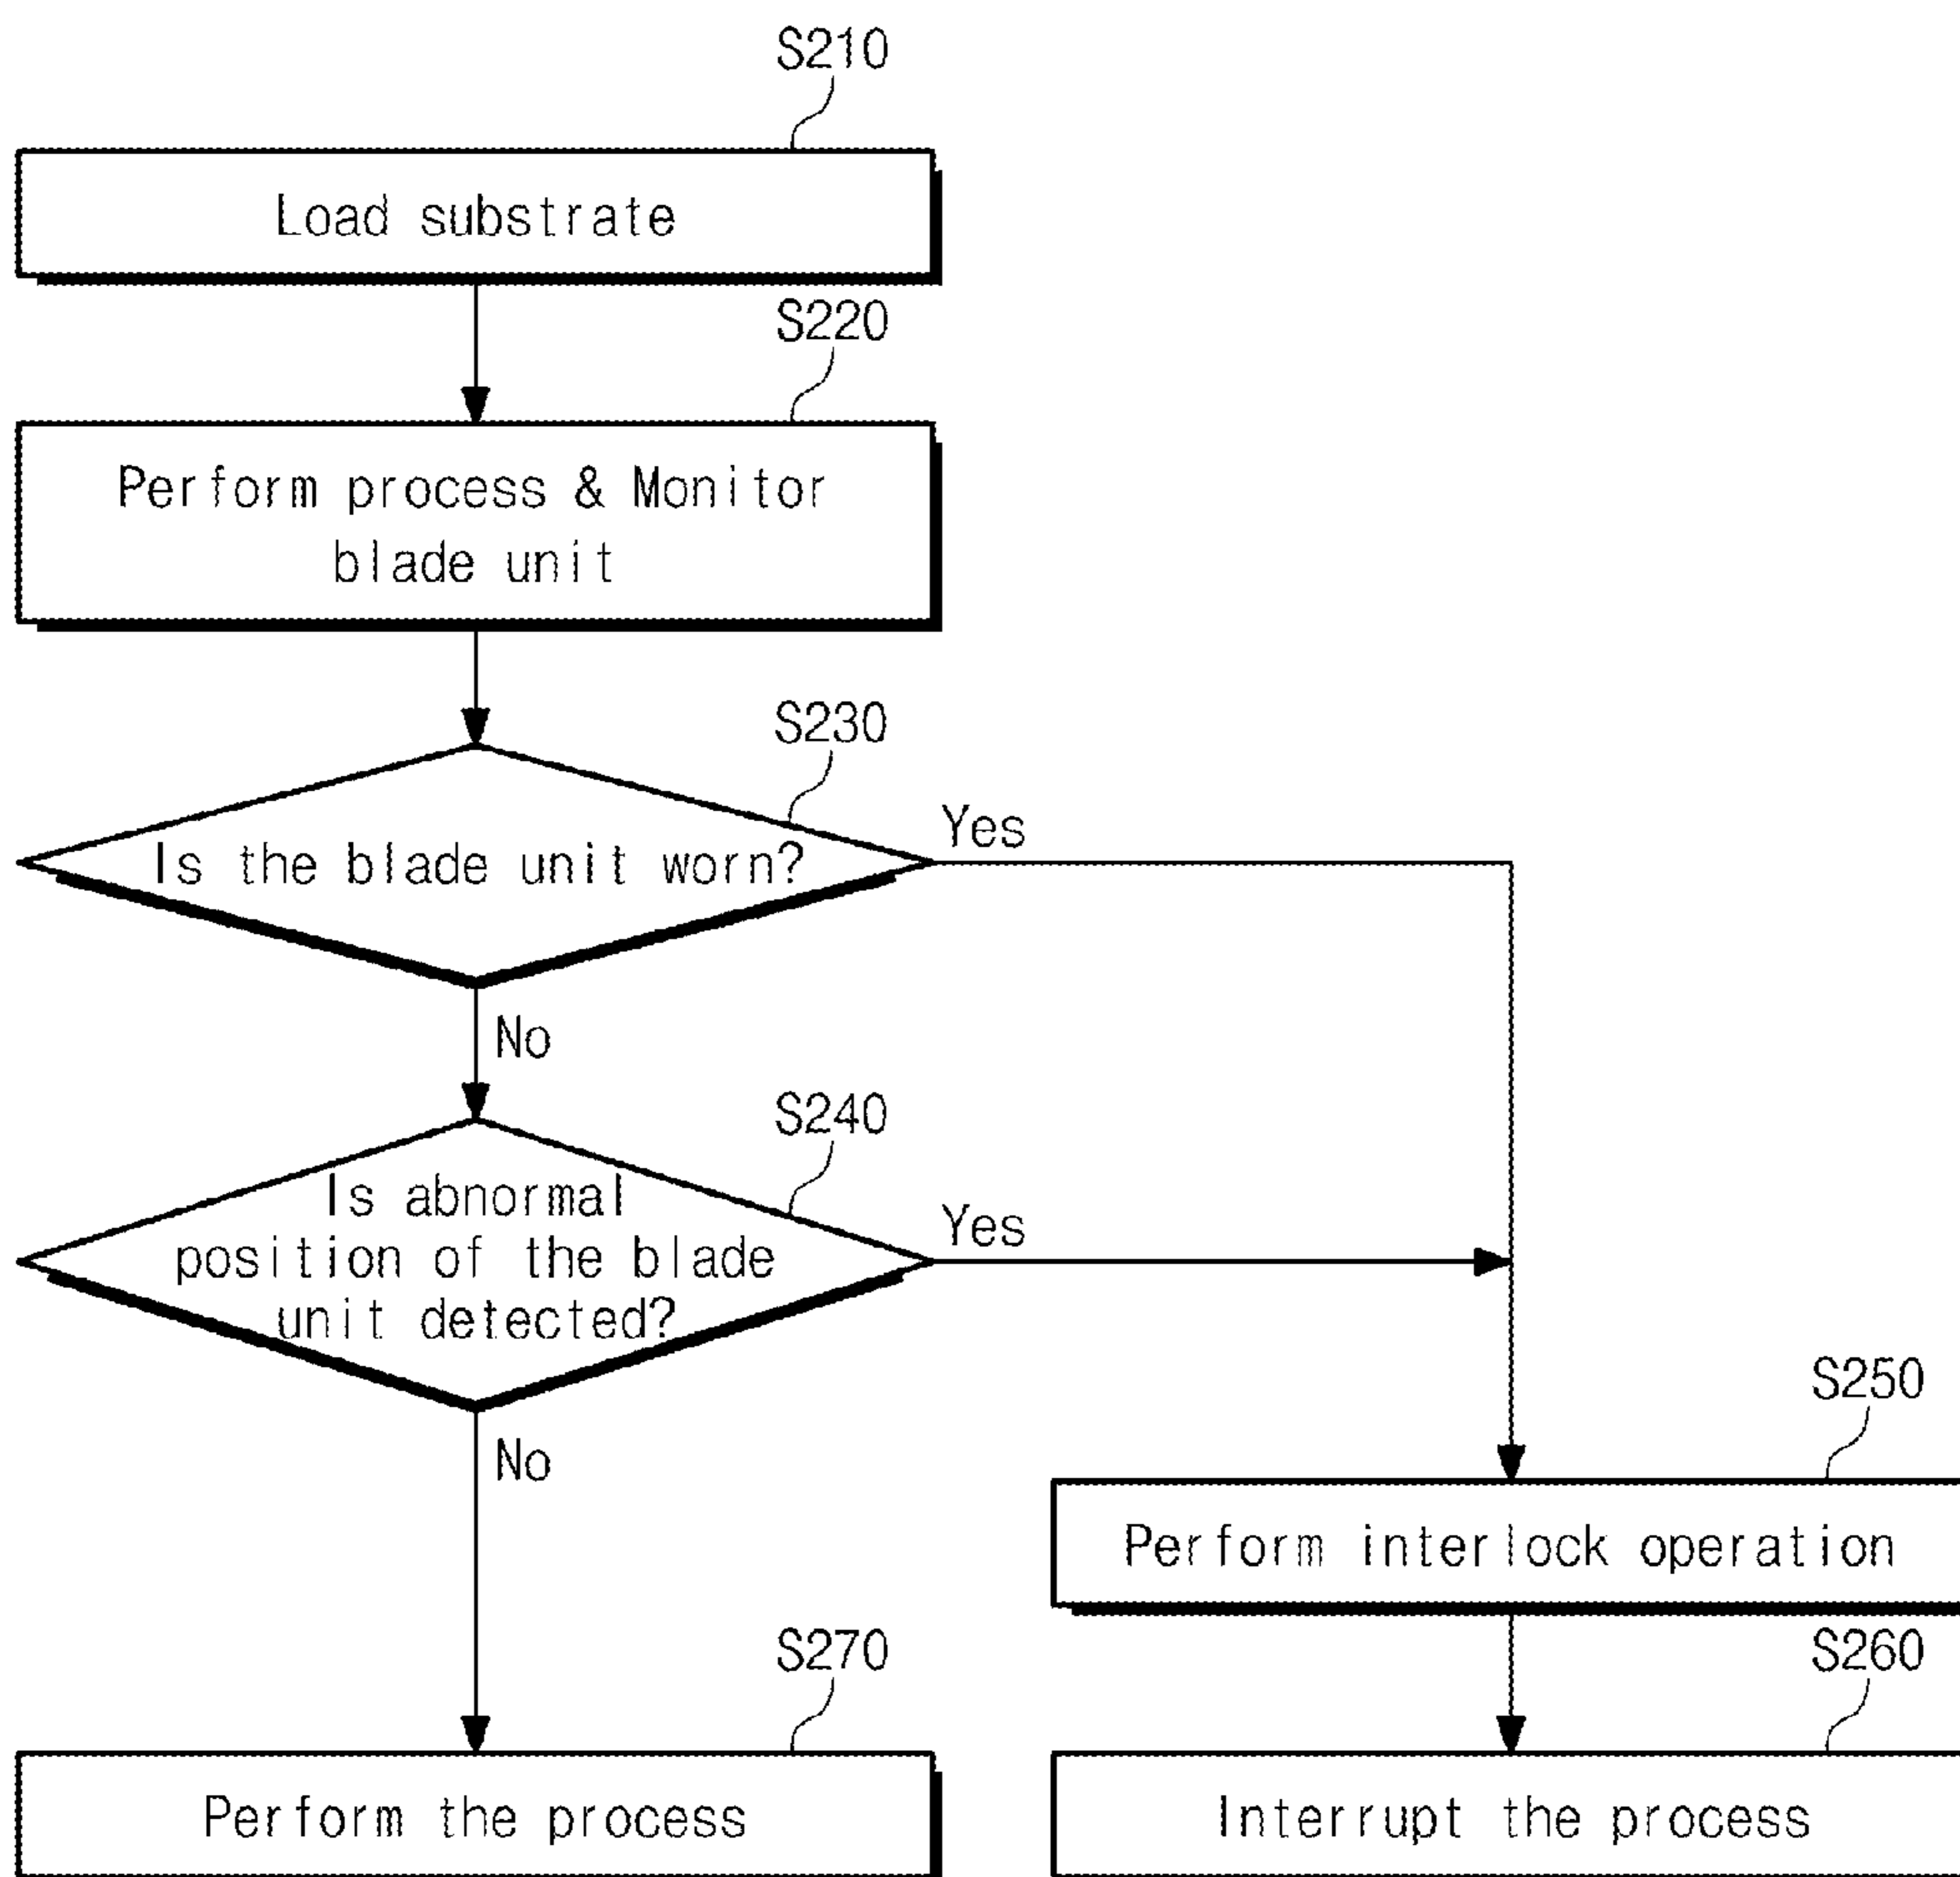 S210
Load substrate
S220
Perform process & Monitor
blade unit
S230
Is the blade unit worn?
Yes
No
S240
Is abnormal
position of the blade
unit detected?
Yes
No
S250
Perform interlock operation
S260
Interrupt the process
S270
Perform the process